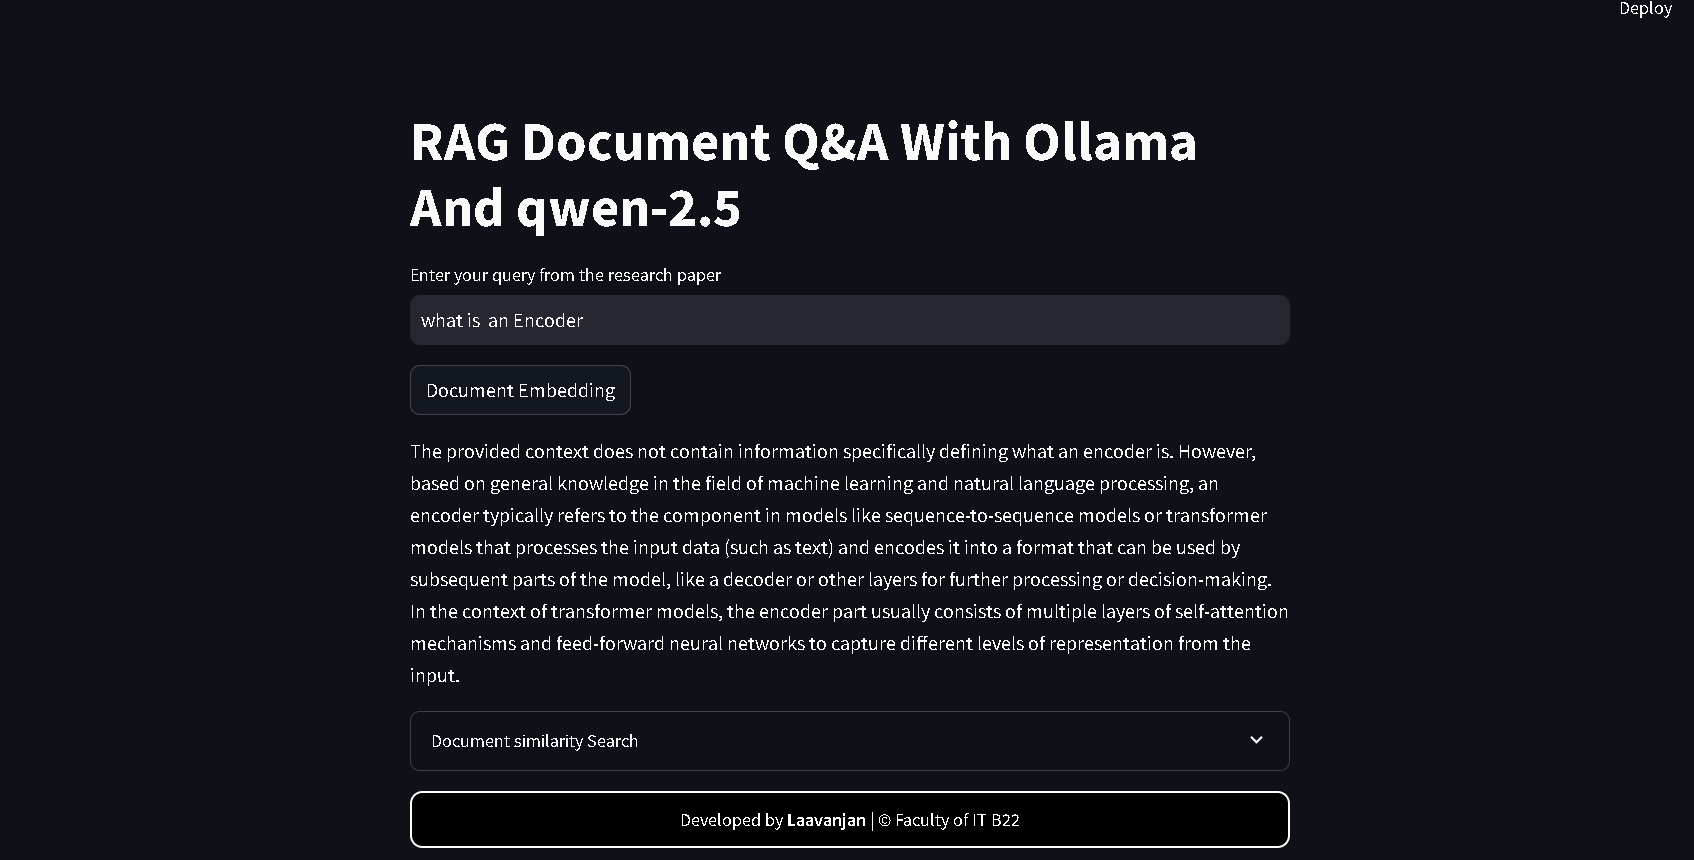 Deploy
RAG Document Q&A With Ollama
And qwen-2.5
Enter your query from the research paper
what is  an Encoder
Document Embedding
The provided context does not contain information specifically defining what an encoder is. However,
based on general knowledge in the field of machine learning and natural language processing, an
encoder typically refers to the component in models like sequence-to-sequence models or transformer
models that processes the input data (such as text) and encodes it into a format that can be used by
subsequent parts of the model, like a decoder or other layers for further processing or decision-making.
In the context of transformer models, the encoder part usually consists of multiple layers of self-attention
mechanisms and feed-forward neural networks to capture different levels of representation from the
input.
Document similarity Search
Developed by Laavanjan | © Faculty of IT B22